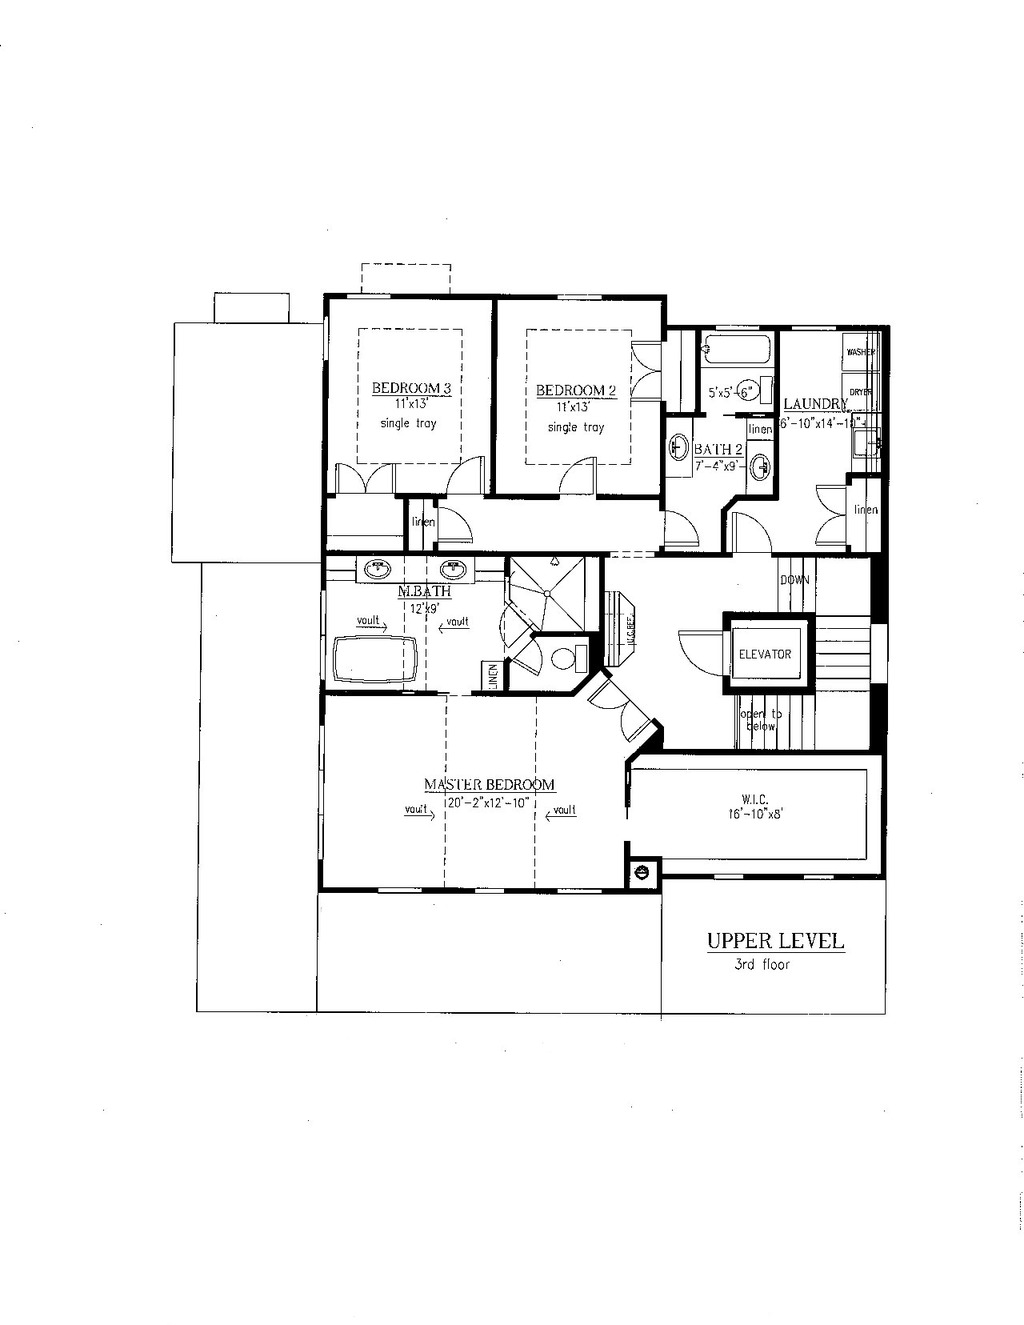 WASHER
DRYER
BEDROOM 3
11'x13'
single tray
BEDROOM 2
11'x13'
single tray
5'x5'-6"
LAUNDRY
6'-10"x14'-10"
linen
BATH 2
7'-4"x9'
linen
linen
DOWN
M.BATH
12'x9'
vault
vault
U.C.REF.
ELEVATOR
LINEN
open to
below
MASTER BEDROOM
20'-2"x12'-10"
vault
vault
W.I.C.
16'-10"x8'
UPPER LEVEL
3rd floor